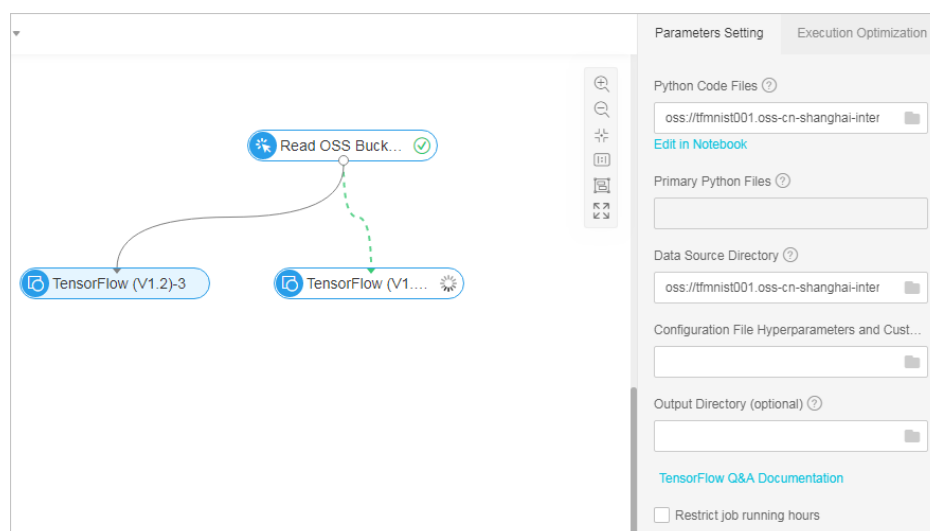 Parameters Setting
Execution Optimization
Python Code Files
oss://tfmnist001.oss-cn-shanghai-inter
Edit in Notebook
Primary Python Files
Data Source Directory
oss://tfmnist001.oss-cn-shanghai-inter
Configuration File Hyperparameters and Cust...
Output Directory (optional)
TensorFlow Q&A Documentation
Restrict job running hours
Read OSS Buck...
TensorFlow (V1.2)-3
TensorFlow (V1....